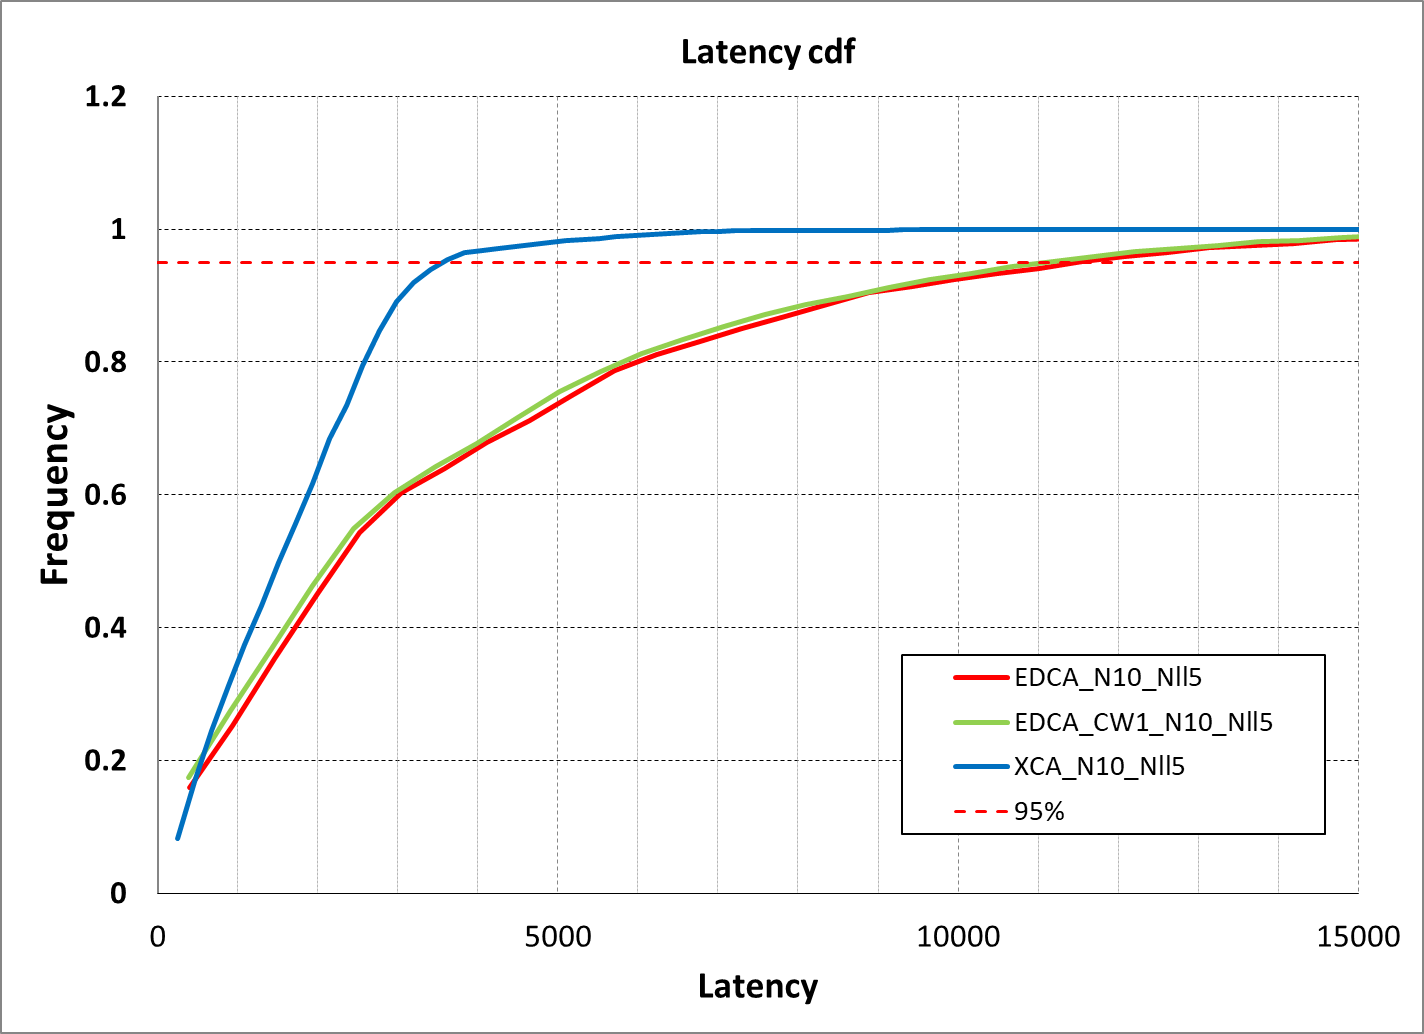 Latency cdf
1.2
1
0.8
0.6
0.4
0.2
0
Frequency
0
5000
10000
15000
Latency
EDCA_N10_Nll5
EDCA_CW1_N10_Nll5
XCA_N10_Nll5
95%